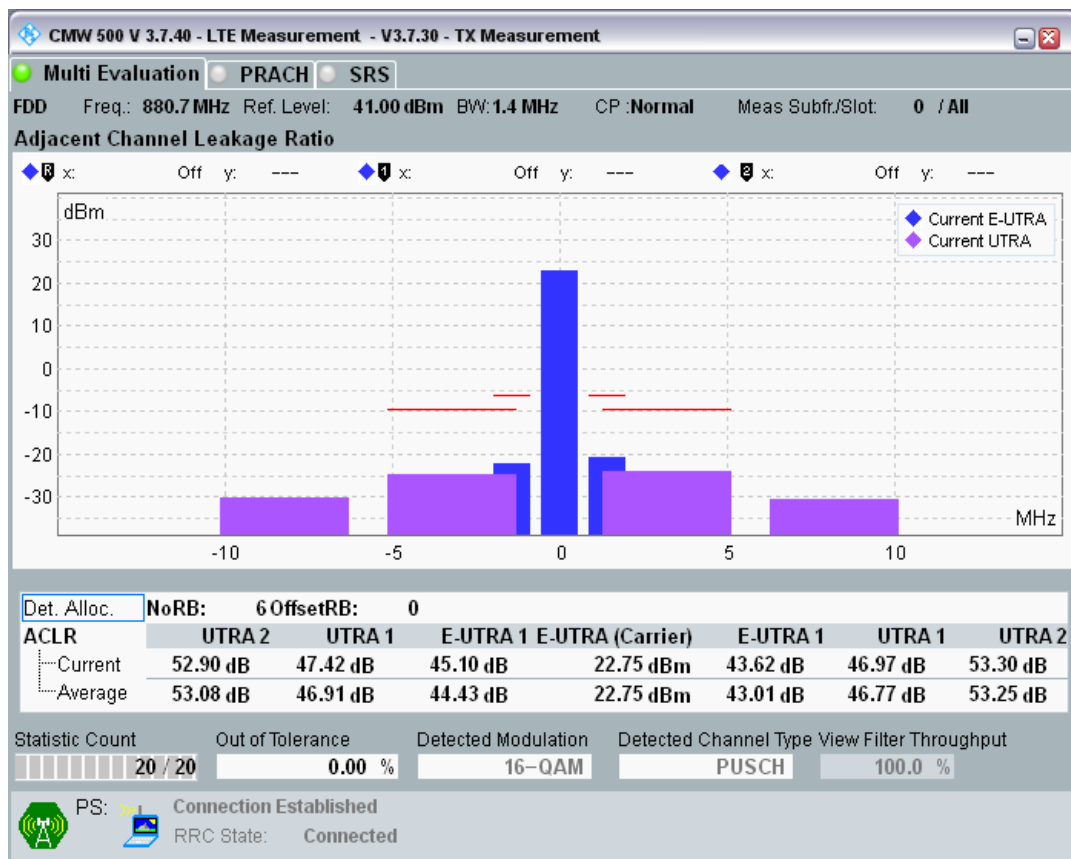 CMW 500 V 3.7.40 - LTE Measurement - V3.7.30 - TX Measurement
Multi Evaluation PRACH SRS
FDD Freq.: 880.7 MHz Ref. Level: 41.00 dBm BW: 1.4 MHz CP :Normal Meas Subfr./Slot: 0 / All
Adjacent Channel Leakage Ratio
R x: Off y: --- 1 x: Off y: --- 2 x: Off y: ---
dBm
Current E-UTRA
Current UTRA
30
20
10
0
-10
-20
-30
MHz
-10 -5 0 5 10
Det. Alloc. NoRB: 6 OffsetRB: 0
ACLR UTRA 2 UTRA 1 E-UTRA 1 E-UTRA (Carrier) E-UTRA 1 UTRA 1 UTRA 2
Current 52.90 dB 47.42 dB 45.10 dB 22.75 dBm 43.62 dB 46.97 dB 53.30 dB
Average 53.08 dB 46.91 dB 44.43 dB 22.75 dBm 43.01 dB 46.77 dB 53.25 dB
Statistic Count Out of Tolerance Detected Modulation Detected Channel Type View Filter Throughput
20 / 20 0.00 % 16-QAM PUSCH 100.0 %
PS: Connection Established
RRC State: Connected